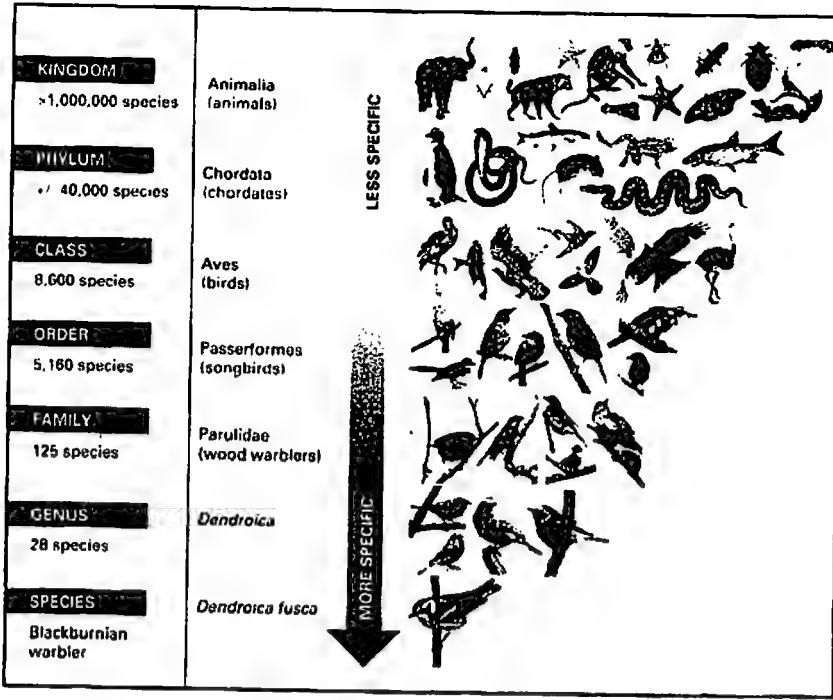 KINGDOM
>1,000,000 species
Animalia
(animals)
LESS SPECIFIC
PHYLUM
+/- 40,000 species
Chordata
(chordates)
CLASS
8,600 species
Aves
(birds)
ORDER
5,160 species
Passerformes
(songbirds)
FAMILY
125 species
Parulidae
(wood warblers)
GENUS
28 species
Dendroica
MORE SPECIFIC
SPECIES
Blackburnian
warbler
Dendroica fusca